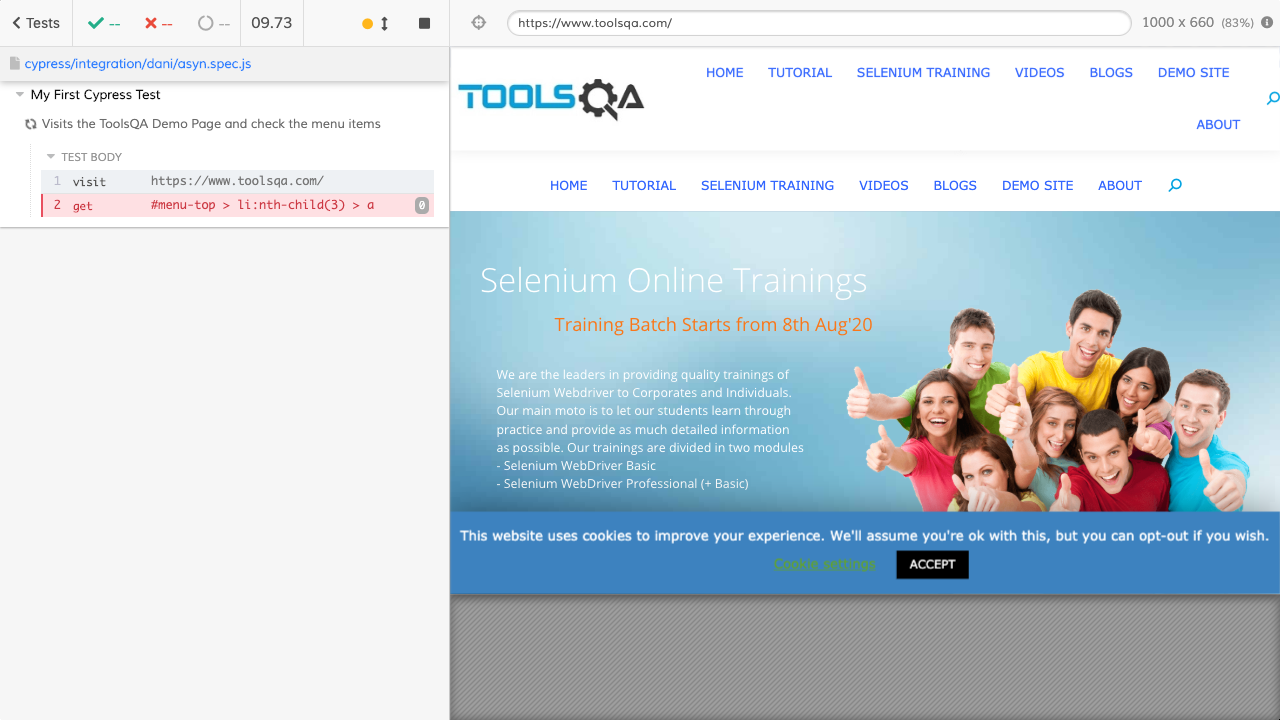 Tests -- -- -- 09.73
https://www.toolsqa.com/
1000 x 660 (83%)
cypress/integration/dani/asyn.spec.js
My First Cypress Test
Visits the ToolsQA Demo Page and check the menu items
TEST BODY
1 visit https://www.toolsqa.com/
2 get #menu-top > li:nth-child(3) > a 0
HOME TUTORIAL SELENIUM TRAINING VIDEOS BLOGS DEMO SITE
TOOLSQA
ABOUT
HOME TUTORIAL SELENIUM TRAINING VIDEOS BLOGS DEMO SITE ABOUT
Selenium Online Trainings
Training Batch Starts from 8th Aug'20
We are the leaders in providing quality trainings of
Selenium Webdriver to Corporates and Individuals.
Our main moto is to let our students learn through
practice and provide as much detailed information
as possible. Our trainings are divided in two modules
- Selenium WebDriver Basic
- Selenium WebDriver Professional (+ Basic)
This website uses cookies to improve your experience. We'll assume you're ok with this, but you can opt-out if you wish.
Cookie settings ACCEPT